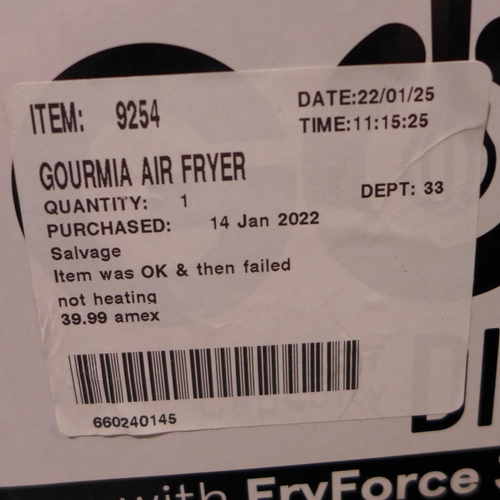 ITEM: 9254
DATE:22/01/25
TIME:11:15:25
GOURMIA AIR FRYER
QUANTITY: 1
DEPT: 33
PURCHASED: 14 Jan 2022
Salvage
Item was OK & then failed
not heating
39.99 amex
660240145
with FryForce